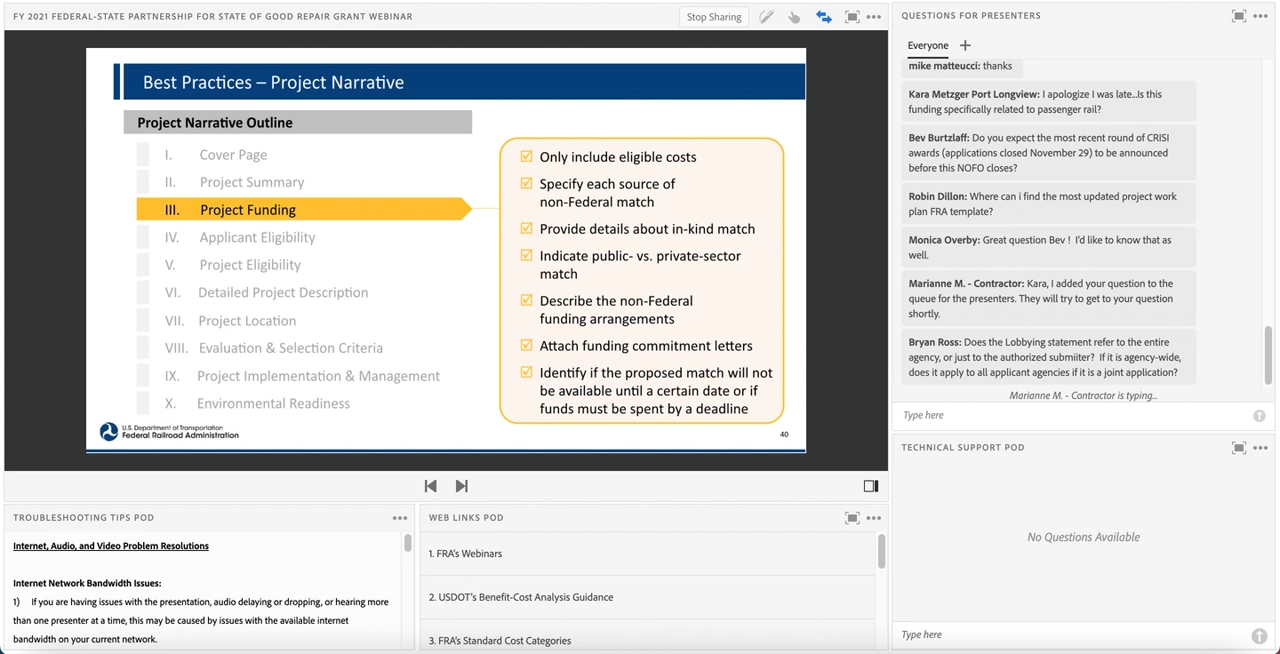 FY 2021 FEDERAL-STATE PARTNERSHIP FOR STATE OF GOOD REPAIR GRANT WEBINAR
Stop Sharing
Best Practices – Project Narrative
Project Narrative Outline
I. Cover Page
II. Project Summary
III. Project Funding
IV. Applicant Eligibility
V. Project Eligibility
VI. Detailed Project Description
VII. Project Location
VIII. Evaluation & Selection Criteria
IX. Project Implementation & Management
X. Environmental Readiness
Only include eligible costs
Specify each source of
non-Federal match
Provide details about in-kind match
Indicate public- vs. private-sector
match
Describe the non-Federal
funding arrangements
Attach funding commitment letters
Identify if the proposed match will not
be available until a certain date or if
funds must be spent by a deadline
U.S. Department of Transportation
Federal Railroad Administration
40
TROUBLESHOOTING TIPS POD
Internet, Audio, and Video Problem Resolutions
Internet Network Bandwidth Issues:
1) If you are having issues with the presentation, audio delaying or dropping, or hearing more
than one presenter at a time, this may be caused by issues with the available internet
bandwidth on your current network.
WEB LINKS POD
1. FRA's Webinars
2. USDOT's Benefit-Cost Analysis Guidance
3. FRA's Standard Cost Categories
QUESTIONS FOR PRESENTERS
Everyone
mike matteucci: thanks
Kara Metzger Port Longview: I apologize I was late...Is this
funding specifically related to passenger rail?
Bev Burtzlaff: Do you expect the most recent round of CRISI
awards (applications closed November 29) to be announced
before this NOFO closes?
Robin Dillon: Where can i find the most updated project work
plan FRA template?
Monica Overby: Great question Bev ! I'd like to know that as
well.
Marianne M. - Contractor: Kara, I added your question to the
queue for the presenters. They will try to get to your question
shortly.
Bryan Ross: Does the Lobbying statement refer to the entire
agency, or just to the authorized submiiter? If it is agency-wide,
does it apply to all applicant agencies if it is a joint application?
Marianne M. - Contractor is typing...
Type here
TECHNICAL SUPPORT POD
No Questions Available
Type here